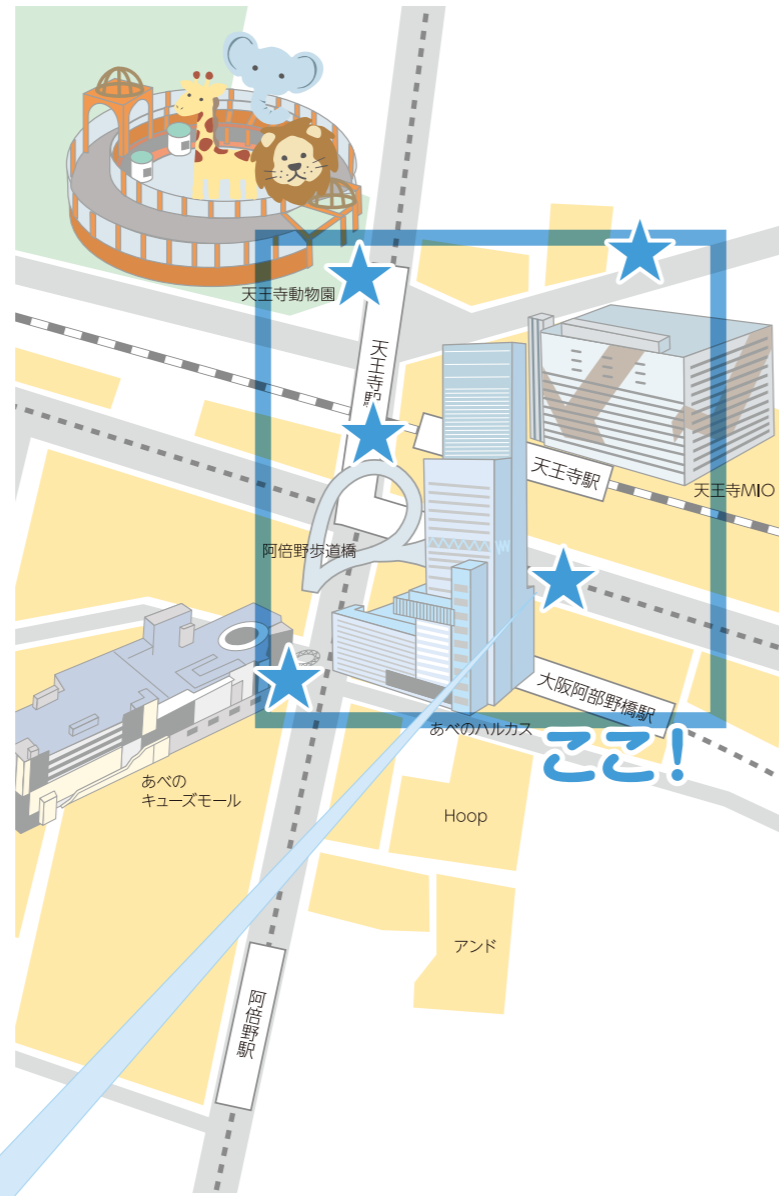 天王寺動物園
天王寺駅
天王寺駅
天王寺MIO
阿倍野歩道橋
大阪阿部野橋駅
あべのハルカス
ここ!
あべの
キューズモール
Hoop
アンド
阿倍野駅